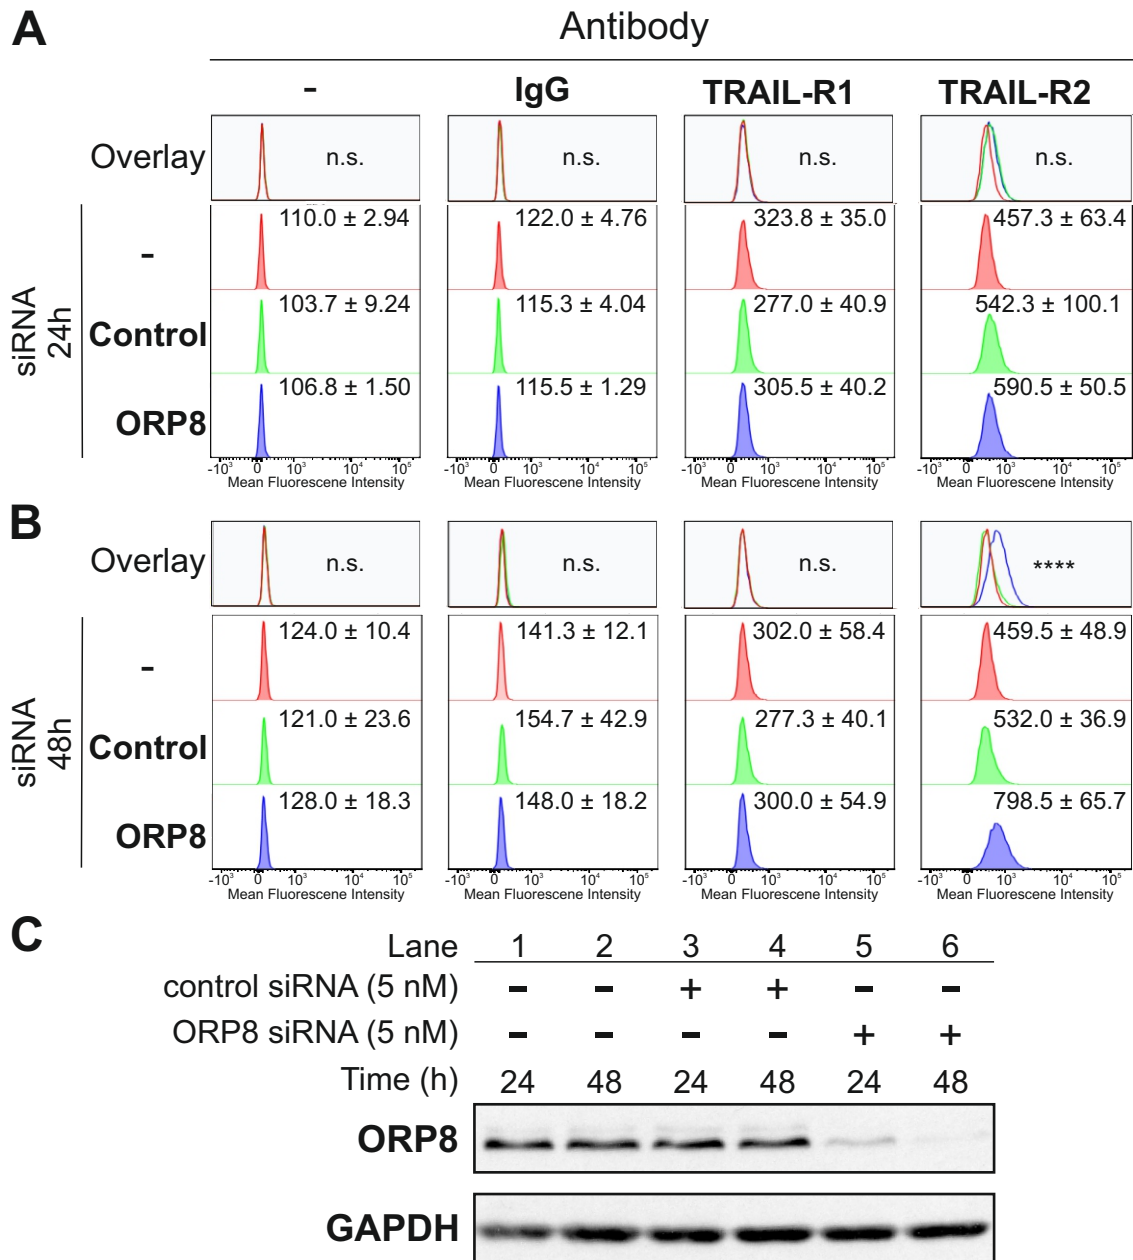 A
Antibody
- IgG TRAIL-R1 TRAIL-R2
Overlay n.s. n.s. n.s. n.s.
siRNA 24h
- 110.0 ± 2.94 122.0 ± 4.76 323.8 ± 35.0 457.3 ± 63.4
Control 103.7 ± 9.24 115.3 ± 4.04 277.0 ± 40.9 542.3 ± 100.1
ORP8 106.8 ± 1.50 115.5 ± 1.29 305.5 ± 40.2 590.5 ± 50.5
-10³ 0 10³ 10⁴ 10⁵ -10³ 0 10³ 10⁴ 10⁵ -10³ 0 10³ 10⁴ 10⁵ -10³ 0 10³ 10⁴ 10⁵
Mean Fluorescene Intensity Mean Fluorescene Intensity Mean Fluorescene Intensity Mean Fluorescene Intensity
B
Overlay n.s. n.s. n.s. ****
siRNA 48h
- 124.0 ± 10.4 141.3 ± 12.1 302.0 ± 58.4 459.5 ± 48.9
Control 121.0 ± 23.6 154.7 ± 42.9 277.3 ± 40.1 532.0 ± 36.9
ORP8 128.0 ± 18.3 148.0 ± 18.2 300.0 ± 54.9 798.5 ± 65.7
-10³ 0 10³ 10⁴ 10⁵ -10³ 0 10³ 10⁴ 10⁵ -10³ 0 10³ 10⁴ 10⁵ -10³ 0 10³ 10⁴ 10⁵
Mean Fluorescene Intensity Mean Fluorescene Intensity Mean Fluorescene Intensity Mean Fluorescene Intensity
C
Lane 1 2 3 4 5 6
control siRNA (5 nM) - - + + - -
ORP8 siRNA (5 nM) - - - - + +
Time (h) 24 48 24 48 24 48
ORP8
GAPDH